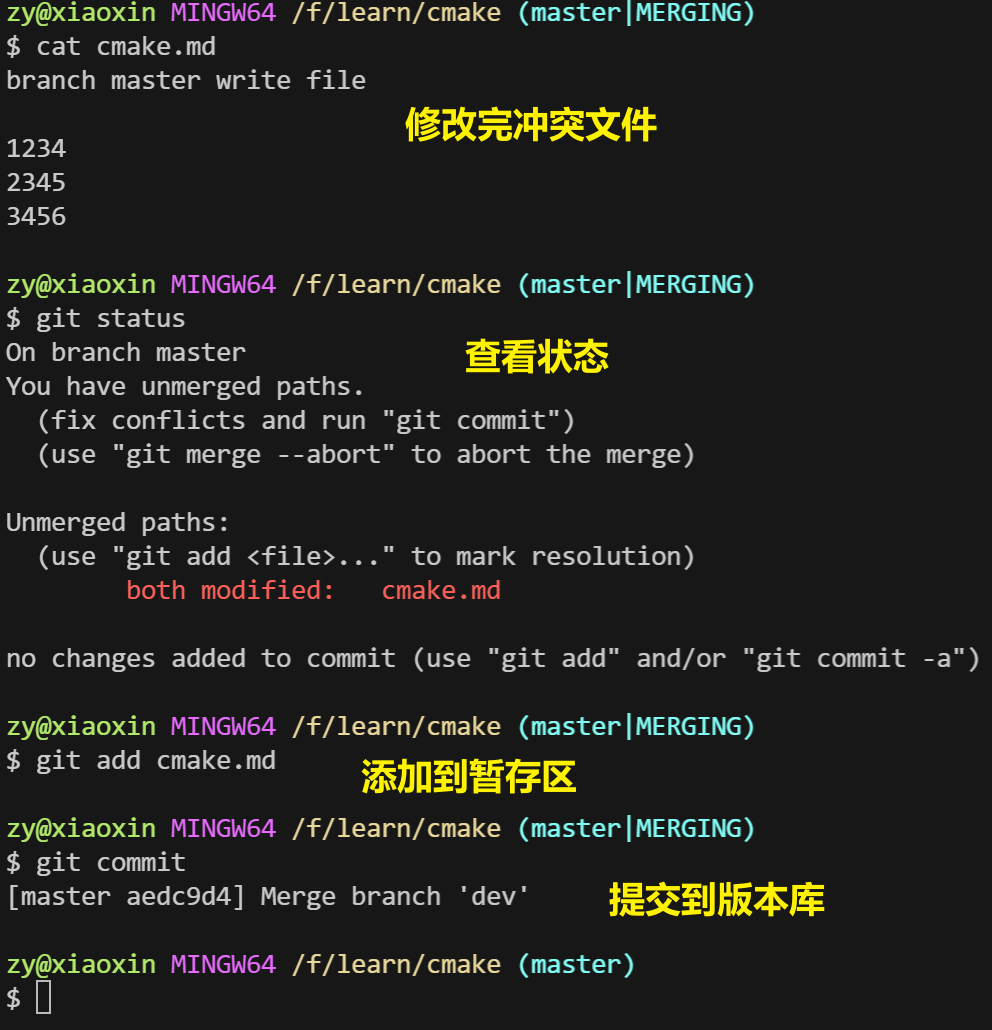 zy@xiaoxin MINGW64 /f/learn/cmake (master|MERGING)
$ cat cmake.md
branch master write file
修改完冲突文件
1234
2345
3456
zy@xiaoxin MINGW64 /f/learn/cmake (master|MERGING)
$ git status
On branch master
查看状态
You have unmerged paths.
  (fix conflicts and run "git commit")
  (use "git merge --abort" to abort the merge)
Unmerged paths:
  (use "git add <file>..." to mark resolution)
        both modified:   cmake.md
no changes added to commit (use "git add" and/or "git commit -a")
zy@xiaoxin MINGW64 /f/learn/cmake (master|MERGING)
$ git add cmake.md
添加到暂存区
zy@xiaoxin MINGW64 /f/learn/cmake (master|MERGING)
$ git commit
[master aedc9d4] Merge branch 'dev'
提交到版本库
zy@xiaoxin MINGW64 /f/learn/cmake (master)
$